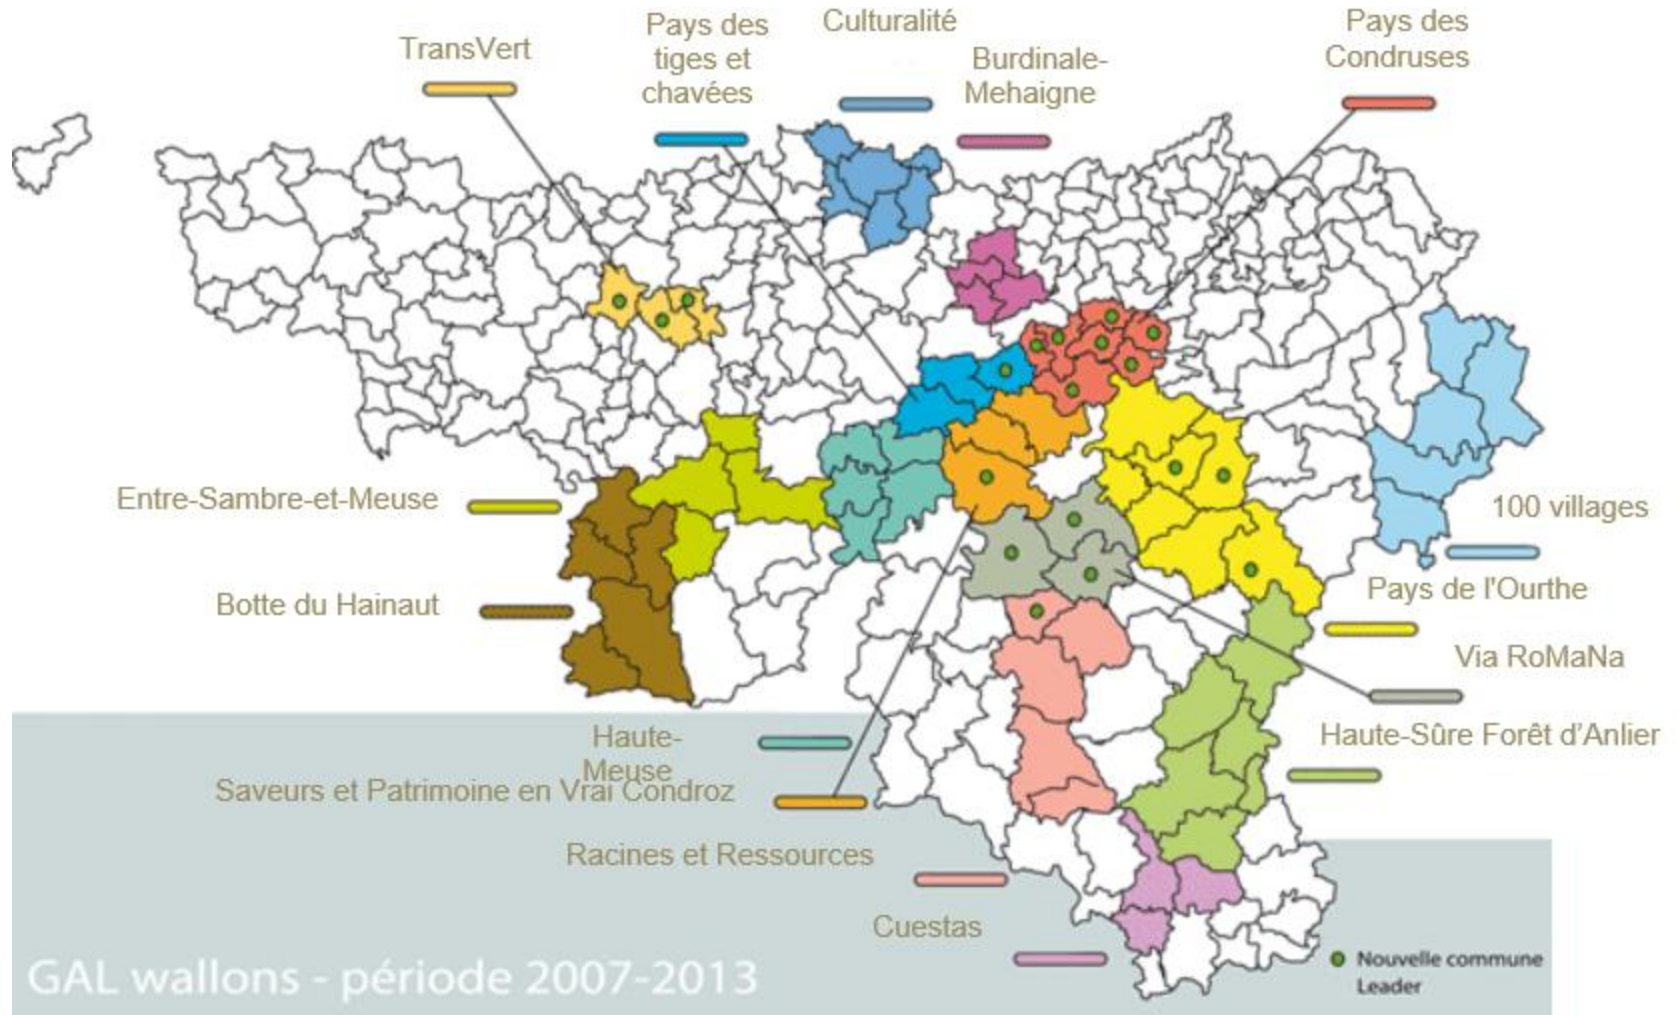 TransVert
Pays des
tiges et
chavées
Culturalité
Burdinale-
Mehaigne
Pays des
Condruses
Entre-Sambre-et-Meuse
Botte du Hainaut
100 villages
Pays de l'Ourthe
Via RoMaNa
Haute-Sûre Forêt d'Anlier
Haute-
Meuse
Saveurs et Patrimoine en Vrai Condroz
Racines et Ressources
Cuestas
GAL wallons - période 2007-2013
Nouvelle commune
Leader